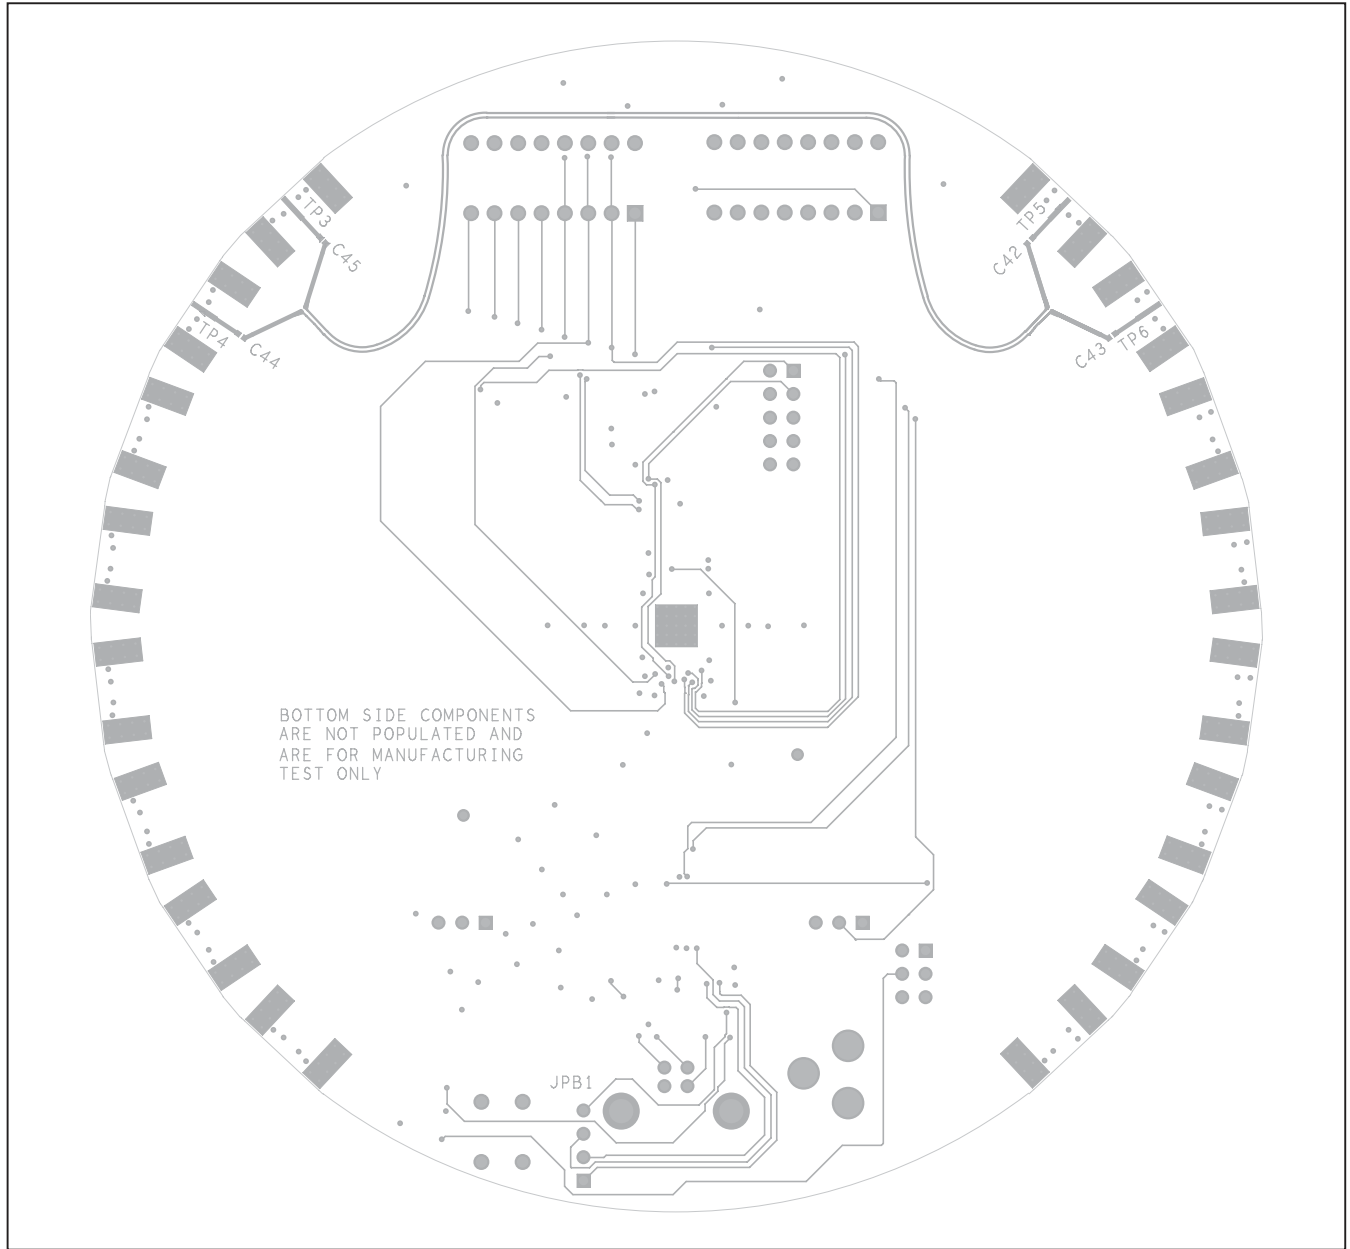 TP3
C45
TP5
C42
TP4
C44
C43
TP6
BOTTOM SIDE COMPONENTS
ARE NOT POPULATED AND
ARE FOR MANUFACTURING
TEST ONLY
JPB1